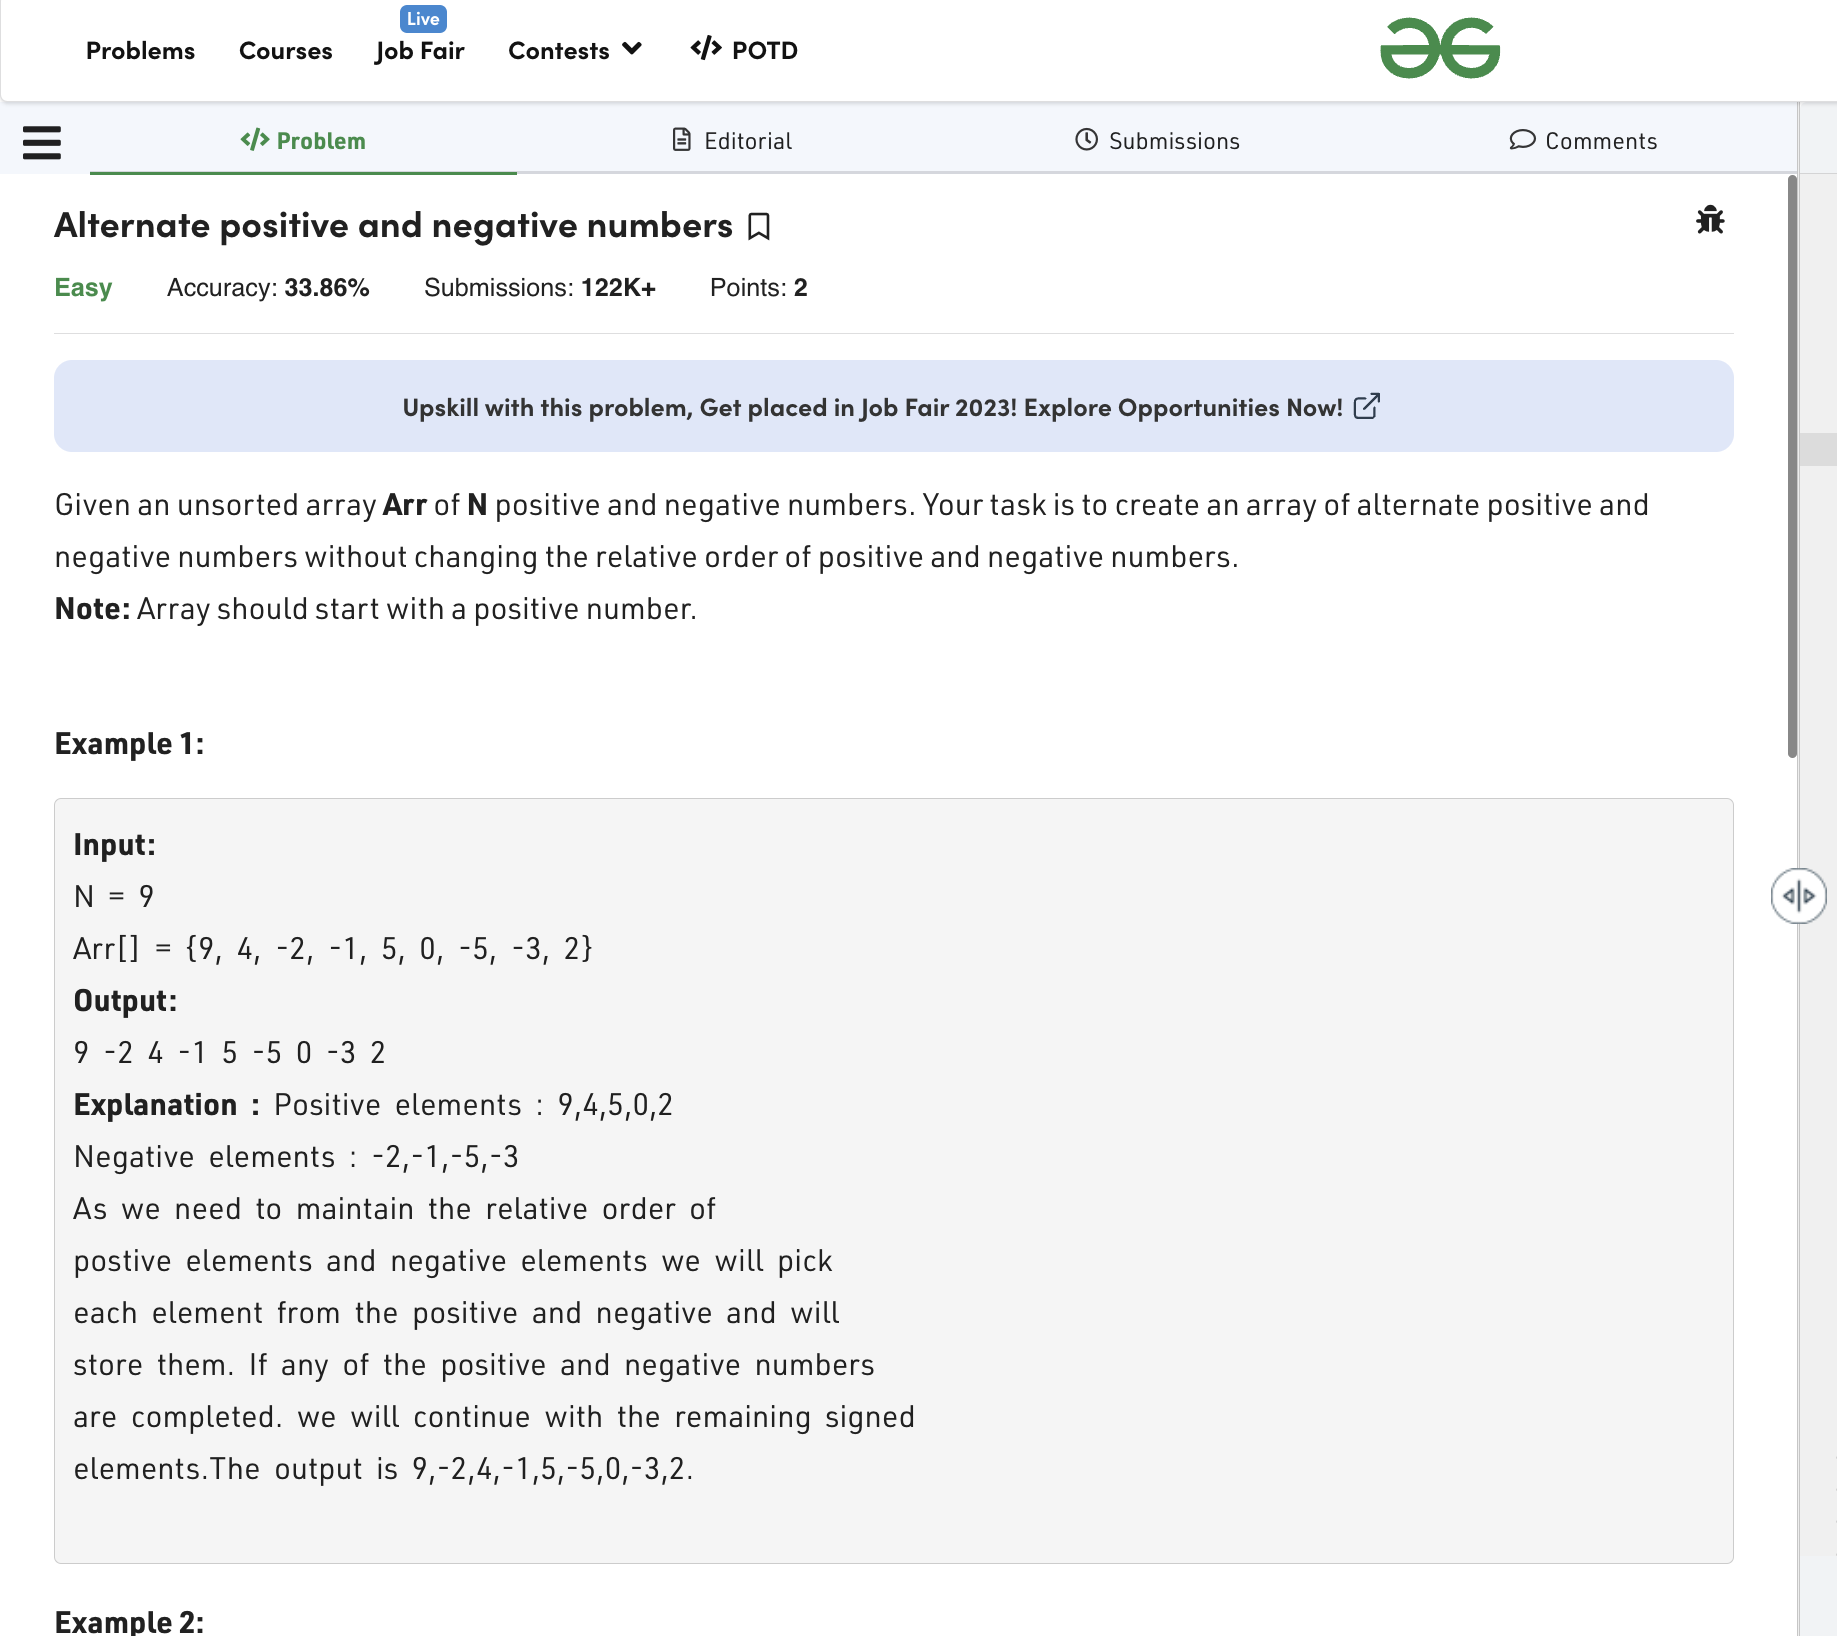 Live
Problems Courses Job Fair Contests </> POTD
</> Problem Editorial Submissions Comments
Alternate positive and negative numbers
Easy Accuracy: 33.86% Submissions: 122K+ Points: 2
Upskill with this problem, Get placed in Job Fair 2023! Explore Opportunities Now!
Given an unsorted array Arr of N positive and negative numbers. Your task is to create an array of alternate positive and
negative numbers without changing the relative order of positive and negative numbers.
Note: Array should start with a positive number.
Example 1:
Input:
N = 9
Arr[] = {9, 4, -2, -1, 5, 0, -5, -3, 2}
Output:
9 -2 4 -1 5 -5 0 -3 2
Explanation : Positive elements : 9,4,5,0,2
Negative elements : -2,-1,-5,-3
As we need to maintain the relative order of
postive elements and negative elements we will pick
each element from the positive and negative and will
store them. If any of the positive and negative numbers
are completed. we will continue with the remaining signed
elements.The output is 9,-2,4,-1,5,-5,0,-3,2.
Example 2: